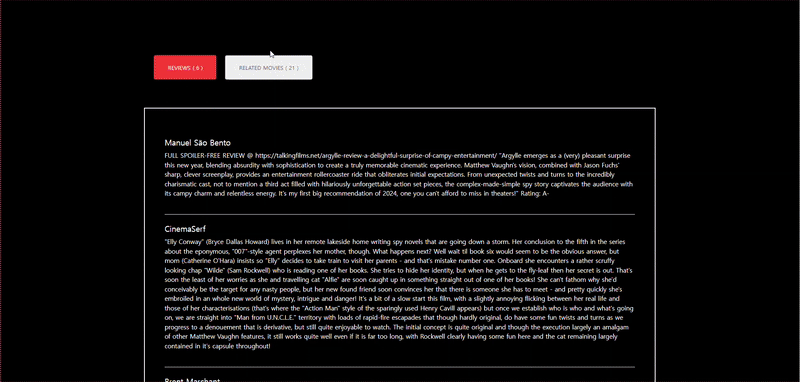 REVIEWS ( 6 )
RELATED MOVIES ( 21 )
Manuel São Bento
FULL SPOILER-FREE REVIEW @ https://talkingfilms.net/argylle-review-a-delightful-surprise-of-campy-entertainment/ "Argylle emerges as a (very) pleasant surprise
this new year, blending absurdity with sophistication to create a truly memorable cinematic experience. Matthew Vaughn's vision, combined with Jason Fuchs'
sharp, clever screenplay, provides an entertainment rollercoaster ride that obliterates initial expectations. From unexpected twists and turns to the incredibly
charismatic cast, not to mention a third act filled with hilariously unforgettable action set pieces, the complex-made-simple spy story captivates the audience with
its campy charm and relentless energy. It's my first big recommendation of 2024, one you can't afford to miss in theaters!" Rating: A-
CinemaSerf
"Elly Conway" (Bryce Dallas Howard) lives in her remote lakeside home writing spy novels that are going down a storm. Her conclusion to the fifth in the series
about the eponymous, "007"-style agent perplexes her mother, though. What happens next? Well wait til book six would seem to be the obvious answer, but
mom (Catherine O'Hara) insists so "Elly" decides to take train to visit her parents - and that's mistake number one. Onboard she encounters a rather scruffy
looking chap "Wilde" (Sam Rockwell) who is reading one of her books. She tries to hide her identity, but when he gets to the fly-leaf then her secret is out. That's
soon the least of her worries as she and travelling cat "Alfie" are soon caught up in something straight out of one of her books! She can't fathom why she'd
conceivably be the target for any nasty people, but her new found friend soon convinces her that there is someone she has to meet - and pretty quickly she's
embroiled in an whole new world of mystery, intrigue and danger! It's a bit of a slow start this film, with a slightly annoying flicking between her real life and
those of her characterisations (that's where the "Action Man" style of the sparingly used Henry Cavill appears) but once we establish who is who and what's going
on, we are straight into "Man from U.N.C.L.E." territory with loads of rapid-fire escapades that though hardly original, do have some fun twists and turns as we
progress to a denouement that is derivative, but still quite enjoyable to watch. The initial concept is quite original and though the execution largely an amalgam
of other Matthew Vaughn features, it still works quite well even if it is far too long, with Rockwell clearly having some fun here and the cat remaining largely
contained in it's capsule throughout!
Brent Marchant